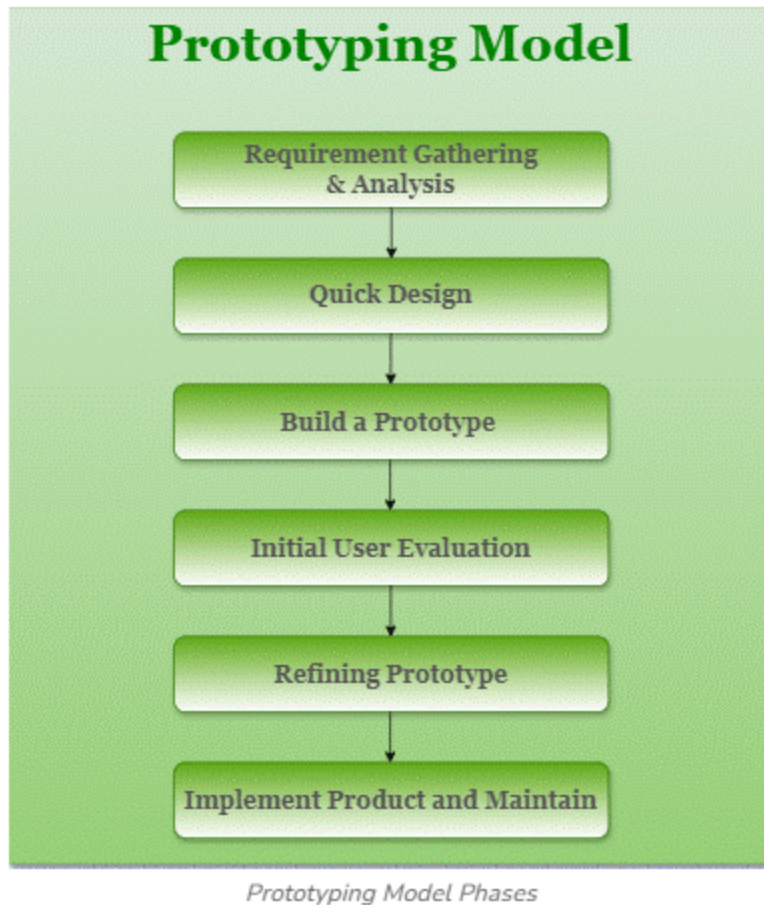 Prototyping Model
Requirement Gathering
& Analysis
Quick Design
Build a Prototype
Initial User Evaluation
Refining Prototype
Implement Product and Maintain
Prototyping Model Phases